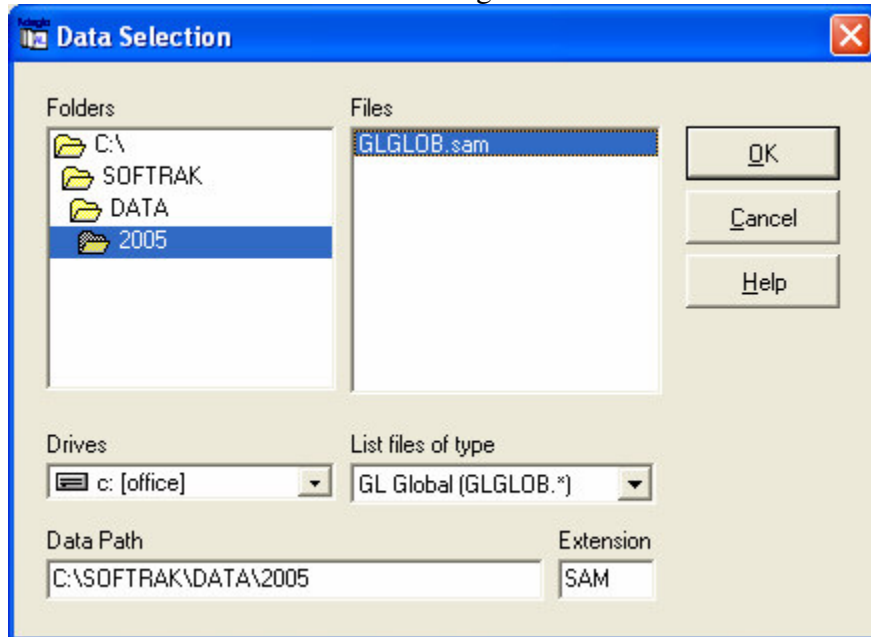 Data Selection
Folders
Files
C:\
SOFTRAK
DATA
2005
GLGLOB.sam
OK
Cancel
Help
Drives
List files of type
c: [office]
GL Global (GLGLOB.*)
Data Path
Extension
C:\SOFTRAK\DATA\2005
SAM